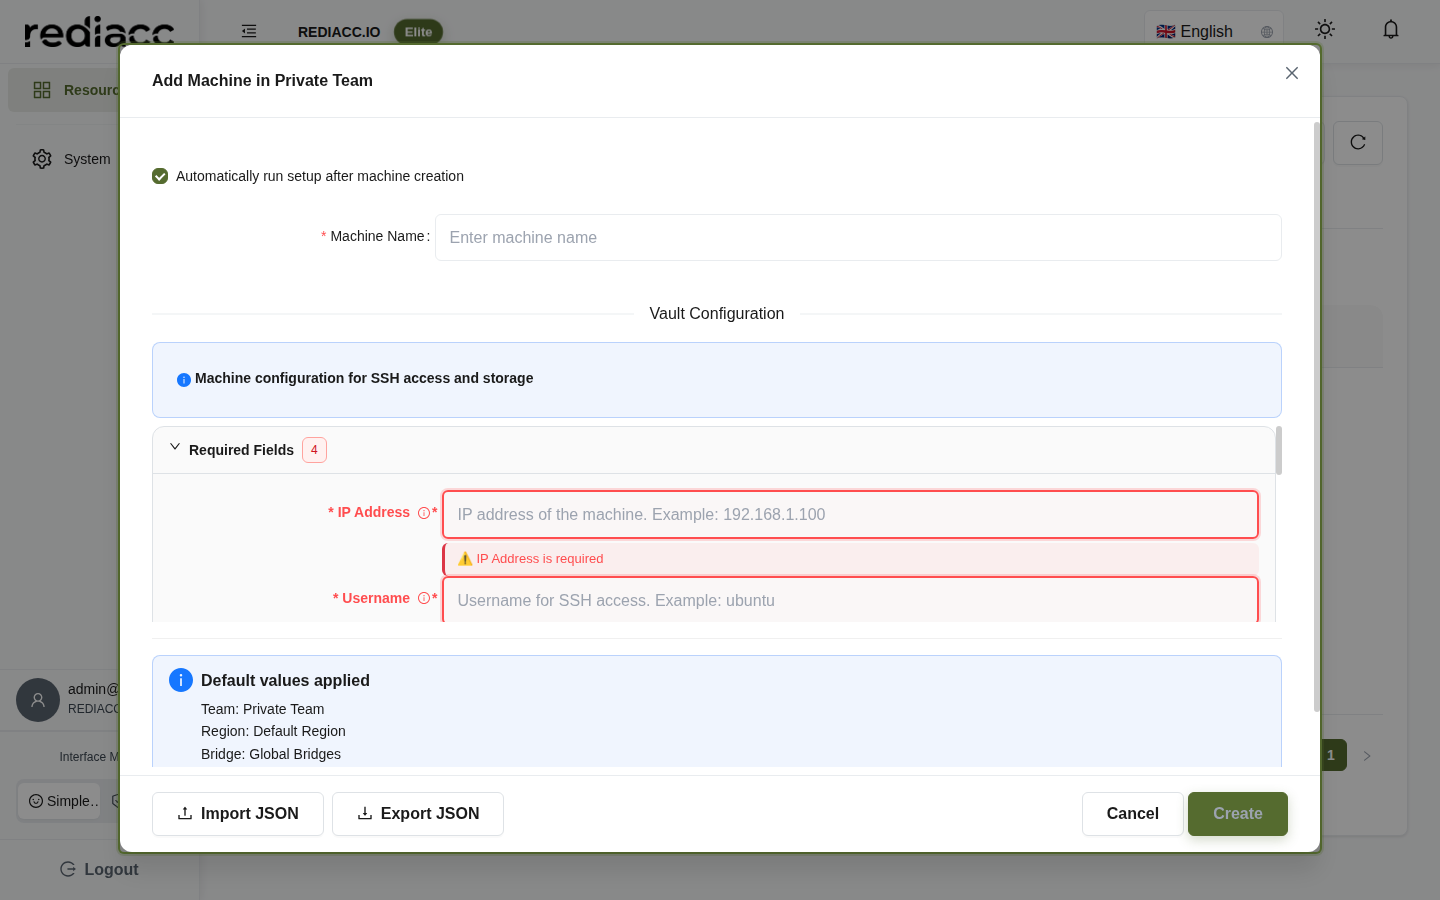 rediacc
REDIACC.IO
Elite
🇬🇧 English
Add Machine in Private Team
System
Automatically run setup after machine creation
* Machine Name:
Enter machine name
Vault Configuration
Machine configuration for SSH access and storage
Required Fields 4
* IP Address *
IP address of the machine. Example: 192.168.1.100
⚠️ IP Address is required
* Username *
Username for SSH access. Example: ubuntu
Default values applied
Team: Private Team
Region: Default Region
Bridge: Global Bridges
admin@
REDIACC
Interface M
Simple…
1
Import JSON
Export JSON
Cancel
Create
Logout